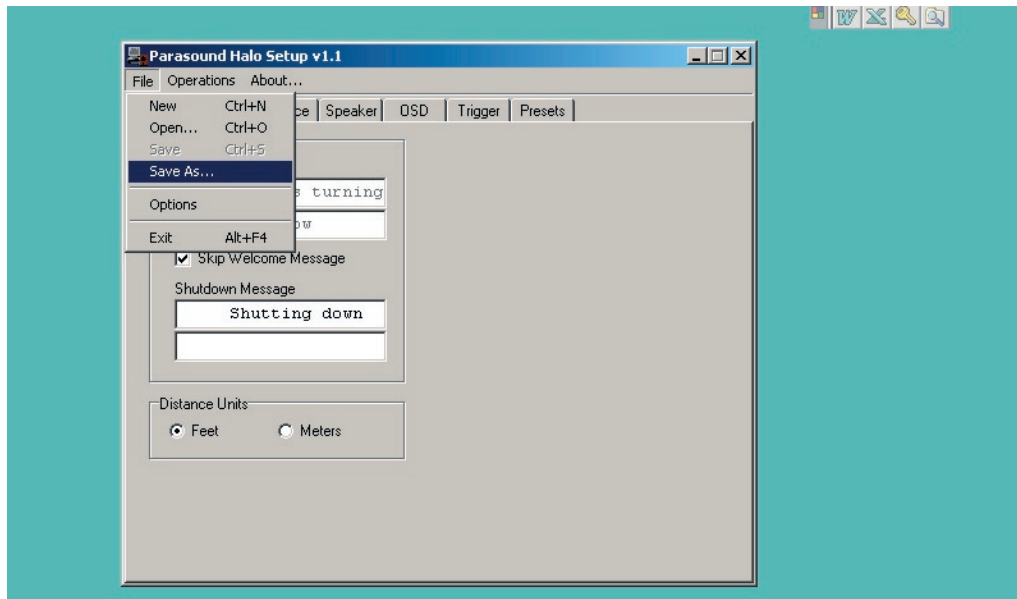 Parasound Halo Setup v1.1
File Operations About...
New Ctrl+N
Open... Ctrl+O
Save Ctrl+S
Save As...
Options
Exit Alt+F4
ce Speaker OSD Trigger Presets
s turning
ow
Skip Welcome Message
Shutdown Message
Shutting down
Distance Units
Feet Meters
W X